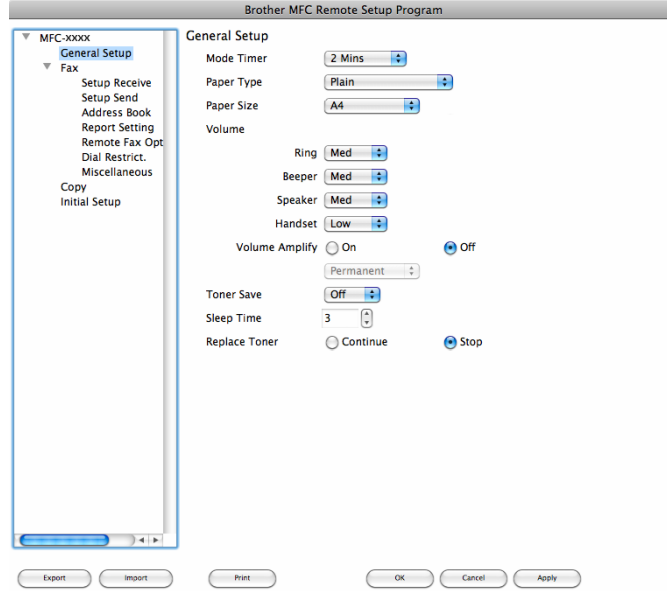 Brother MFC Remote Setup Program
MFC-XXXX
General Setup
Fax
Setup Receive
Setup Send
Address Book
Report Setting
Remote Fax Opt
Dial Restrict.
Miscellaneous
Copy
Initial Setup
General Setup
Mode Timer 2 Mins
Paper Type Plain
Paper Size A4
Volume
Ring Med
Beeper Med
Speaker Med
Handset Low
Volume Amplify On Off
Permanent
Toner Save Off
Sleep Time 3
Replace Toner Continue Stop
Export Import Print OK Cancel Apply